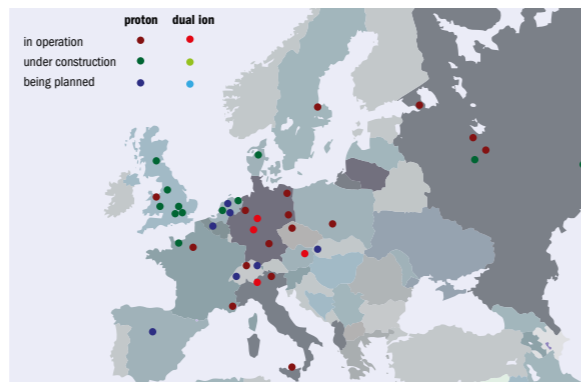 proton dual ion
in operation
under construction
being planned